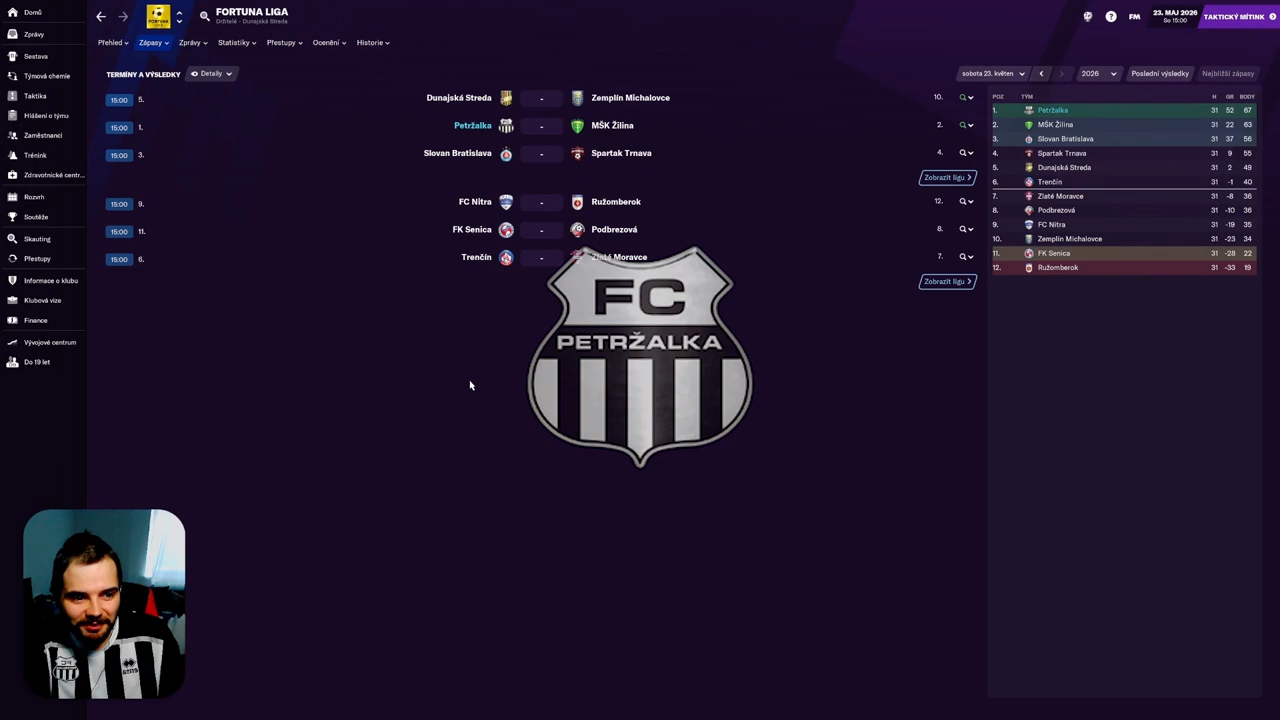 Domů
Zprávy
Sestava
Týmová chemie
Taktika
Hlášení o týmu
Zaměstnanci
Trénink
Zdravotnické centr...
Rozvrh
Soutěže
Skauting
Přestupy
Informace o klubu
Klubová vize
Finance
Vývojové centrum
Do 19 let
FORTUNA LIGA
Držitelé - Dunajská Streda
23. MAJ 2026
So 15:00
FM
TAKTICKÝ MÍTINK
Přehled Zápasy Zprávy Statistiky Přestupy Ocenění Historie
TERMÍNY A VÝSLEDKY Detaily
sobota 23. květen 2026 Poslední výsledky Nejbližší zápasy
15:00 5. Dunajská Streda - Zemplín Michalovce 10.
15:00 1. Petržalka - MŠK Žilina 2.
15:00 3. Slovan Bratislava - Spartak Trnava 4.
Zobrazit ligu
15:00 9. FC Nitra - Ružomberok 12.
15:00 11. FK Senica - Podbrezová 8.
15:00 6. Trenčín - Zlaté Moravce 7.
Zobrazit ligu
FC
PETRŽALKA
POZ TÝM H GR BODY
1. Petržalka 31 52 67
2. MŠK Žilina 31 22 63
3. Slovan Bratislava 31 37 56
4. Spartak Trnava 31 9 55
5. Dunajská Streda 31 2 49
6. Trenčín 31 -1 40
7. Zlaté Moravce 31 -8 36
8. Podbrezová 31 -10 36
9. FC Nitra 31 -19 35
10. Zemplín Michalovce 31 -23 34
11. FK Senica 31 -28 22
12. Ružomberok 31 -33 19